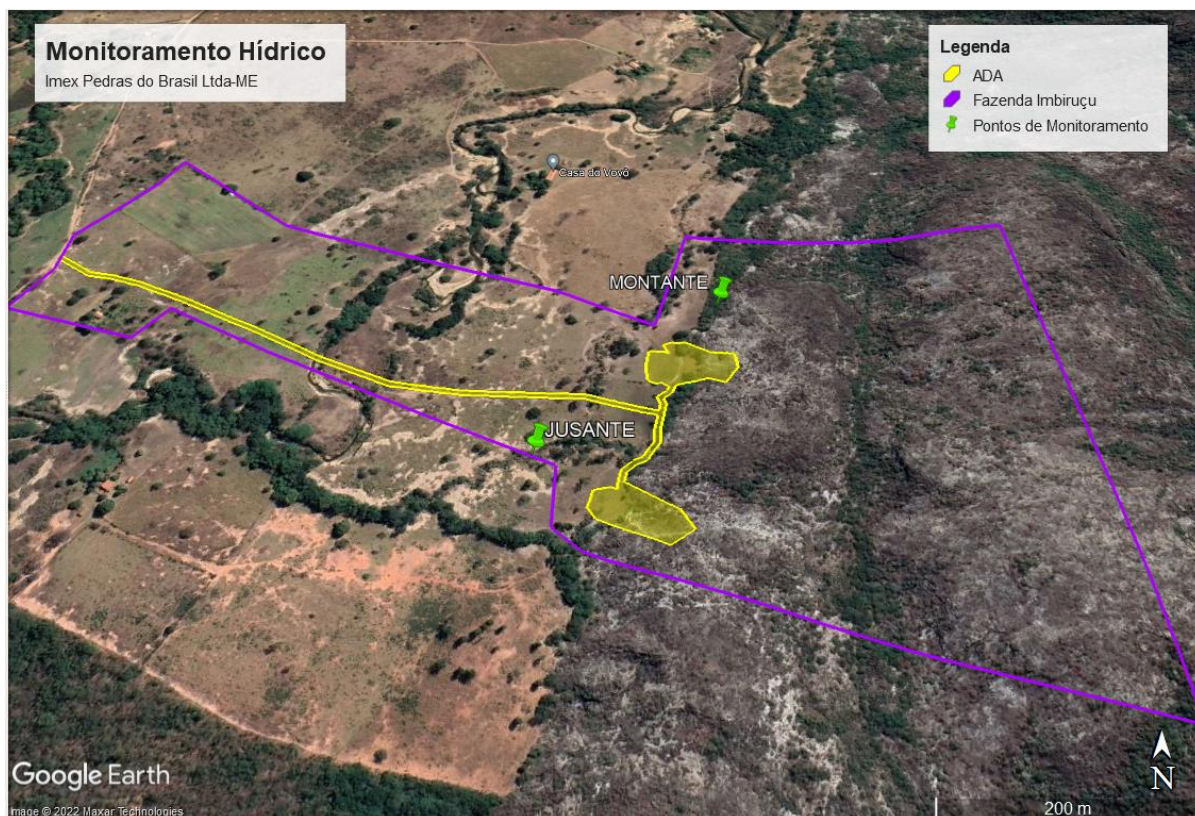 Monitoramento Hídrico
Imex Pedras do Brasil Ltda-ME
Legenda
ADA
Fazenda Imbiruçu
Pontos de Monitoramento
Casa do Vovô
MONTANTE
JUSANTE
Google Earth
Image © 2022 Maxar Technologies
N
200 m